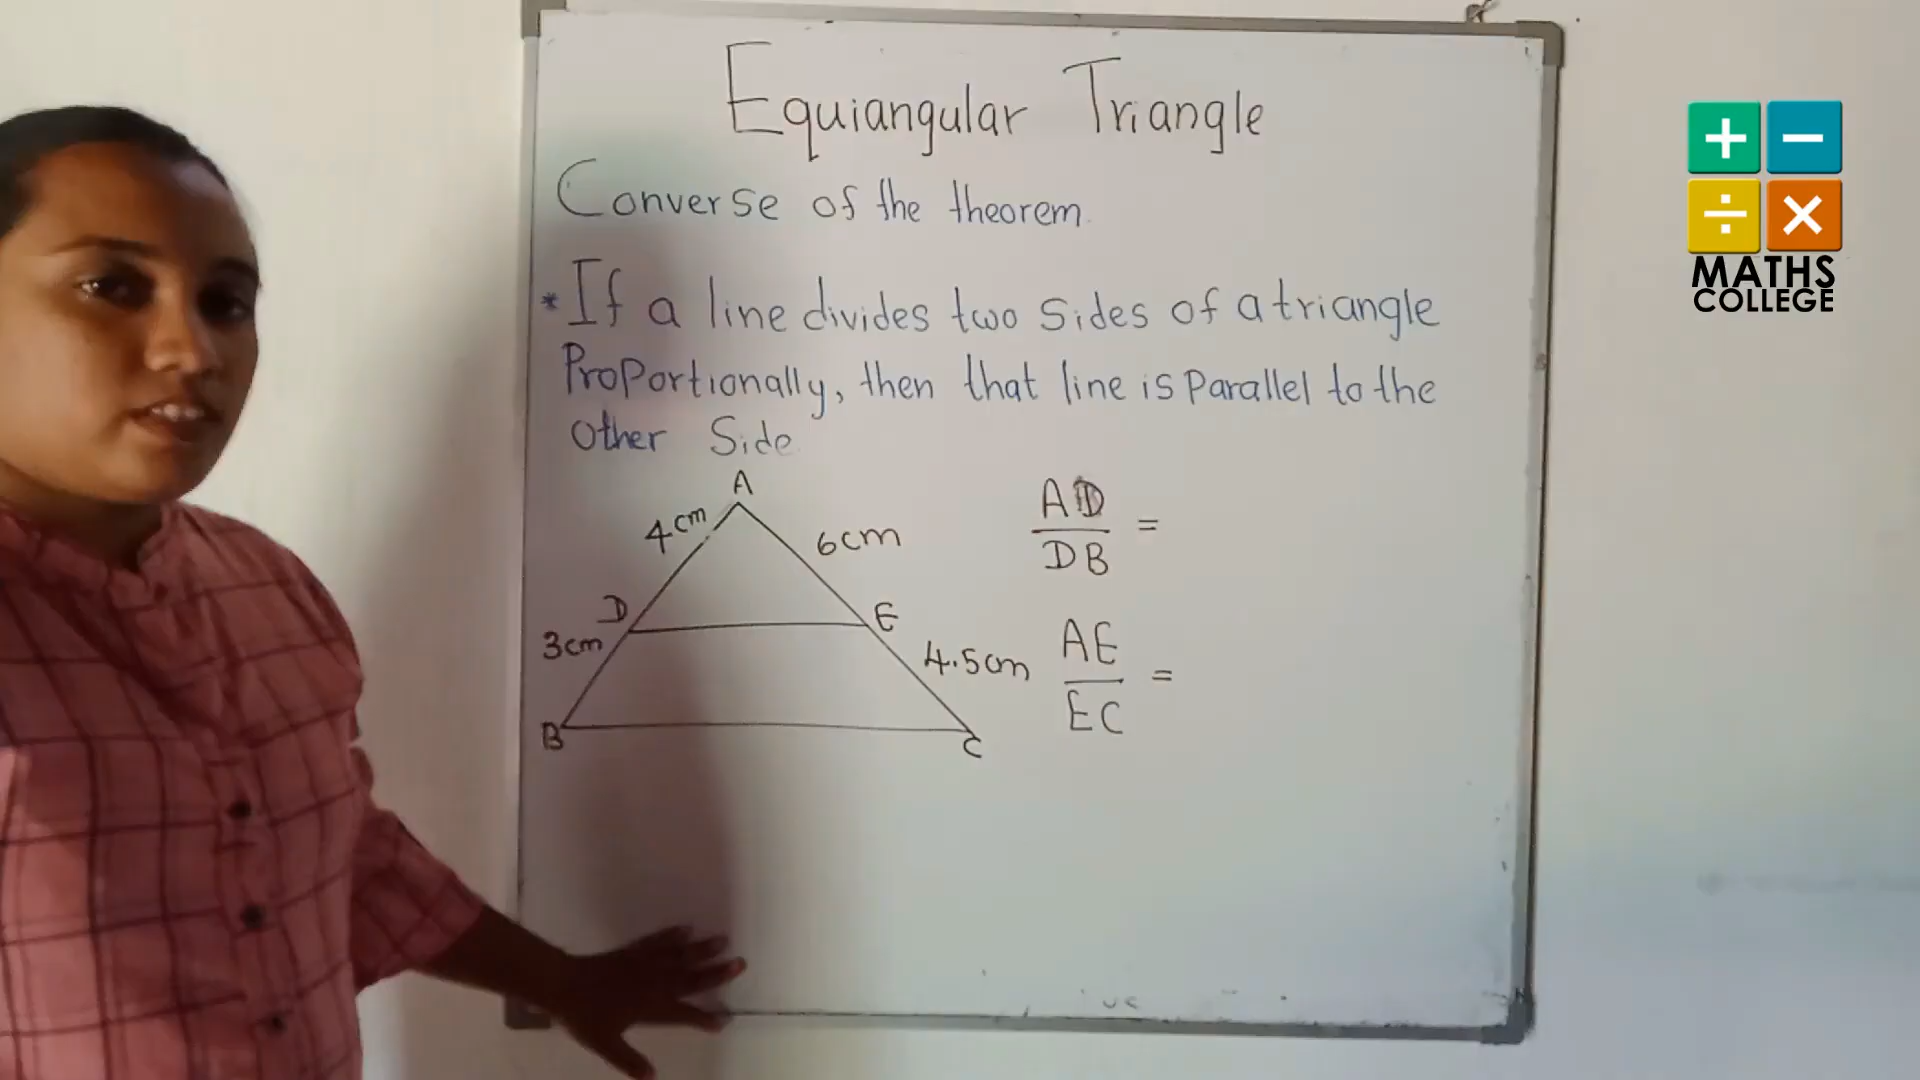 Equiangular Triangle
Converse of the theorem.
* If a line divides two sides of a triangle
Proportionally, then that line is parallel to the
other side.
A
4cm
6cm
D
E
3cm
4.5cm
B
C
AD
DB
=
AE
EC
=
+ −
÷ ×
MATHS
COLLEGE